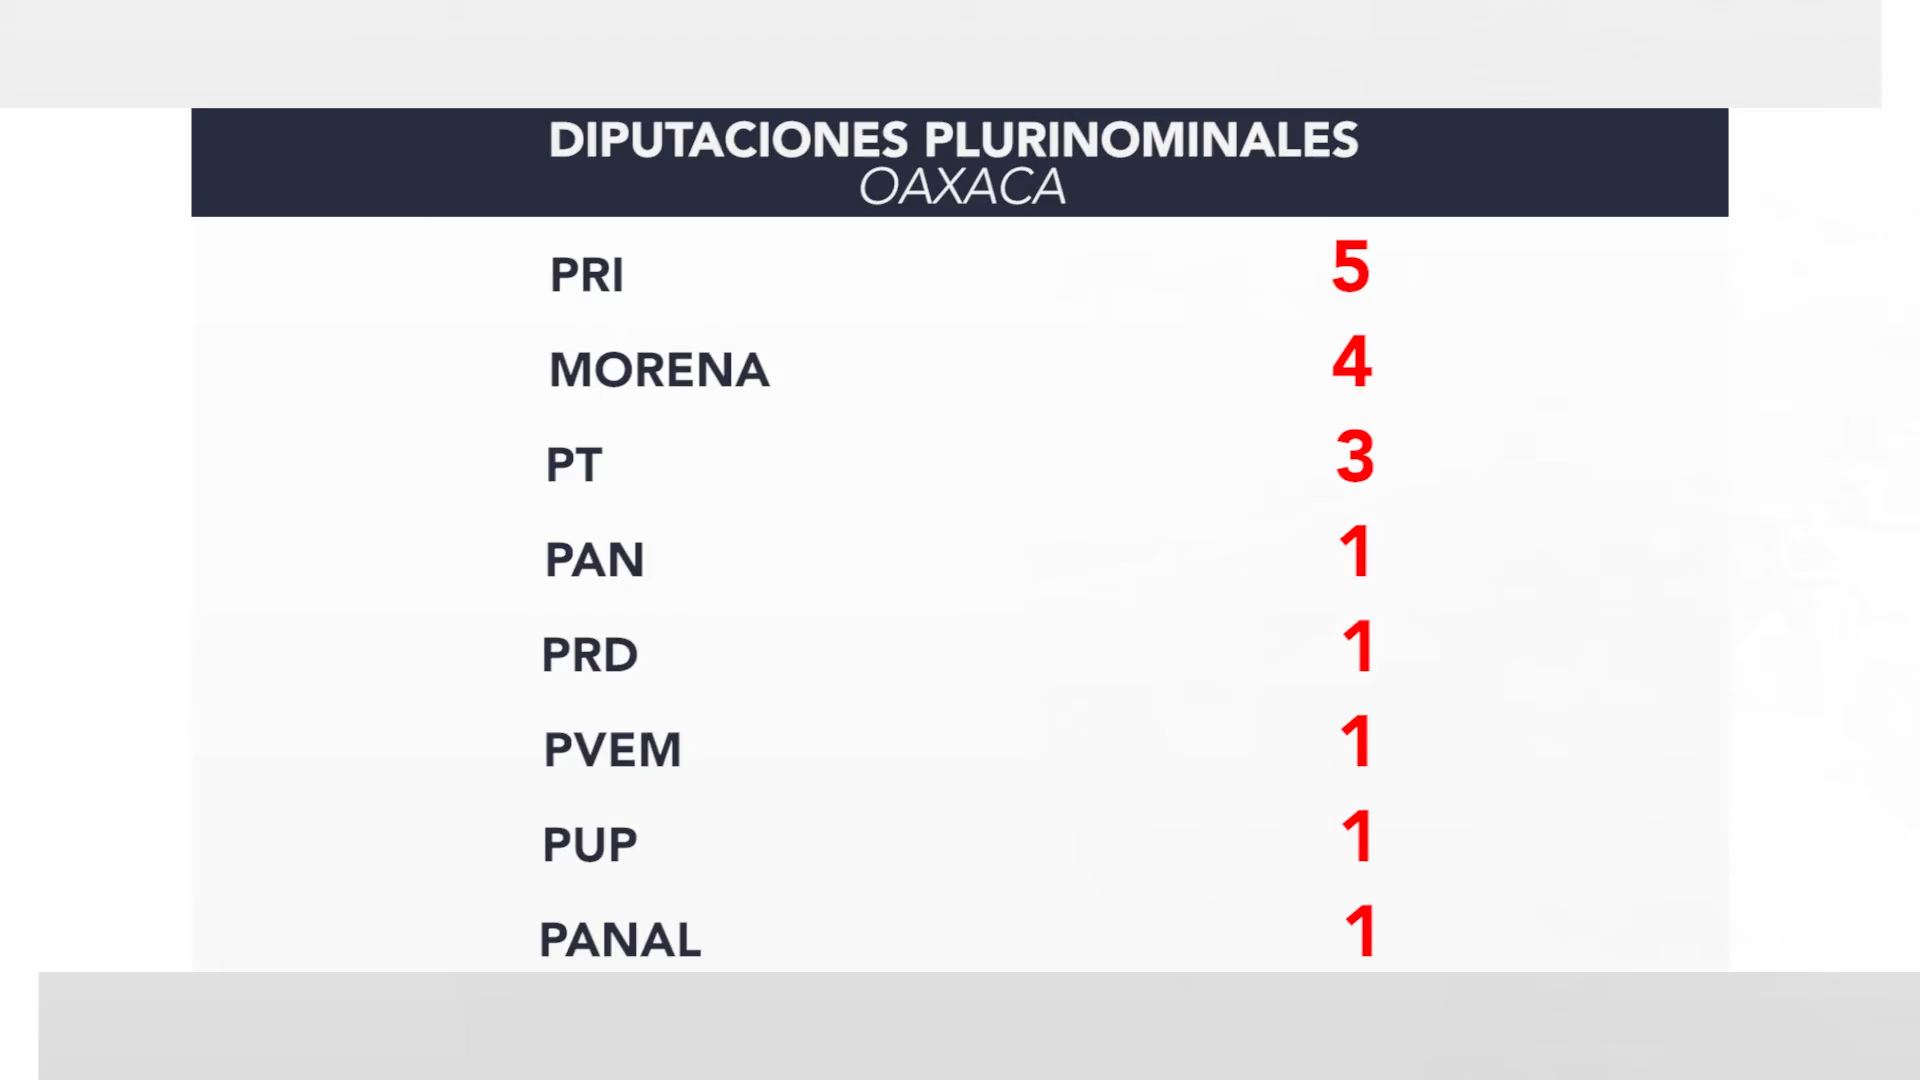 DIPUTACIONES PLURINOMINALES
OAXACA
PRI 5
MORENA 4
PT 3
PAN 1
PRD 1
PVEM 1
PUP 1
PANAL 1